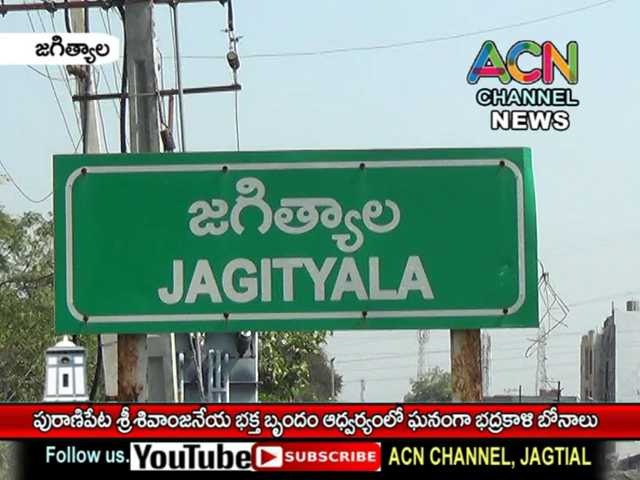 జగిత్యాల
ACN
CHANNEL
NEWS
జగిత్యాల
JAGITYALA
పురాణిపేట శ్రీ శివాంజనేయ భక్త బృందం ఆధ్వర్యంలో ఘనంగా భద్రకాళి బోనాలు
Follow us. YouTube SUBSCRIBE ACN CHANNEL, JAGTIAL